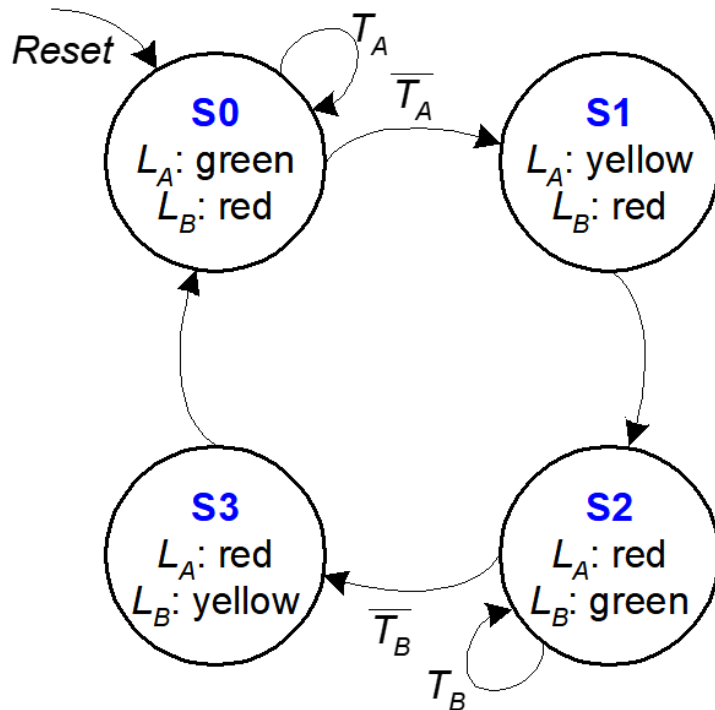 Reset
T_A
S0
L_A: green
L_B: red
T̅_A̅
S1
L_A: yellow
L_B: red
S3
L_A: red
L_B: yellow
S2
L_A: red
L_B: green
T̅_B̅
T_B